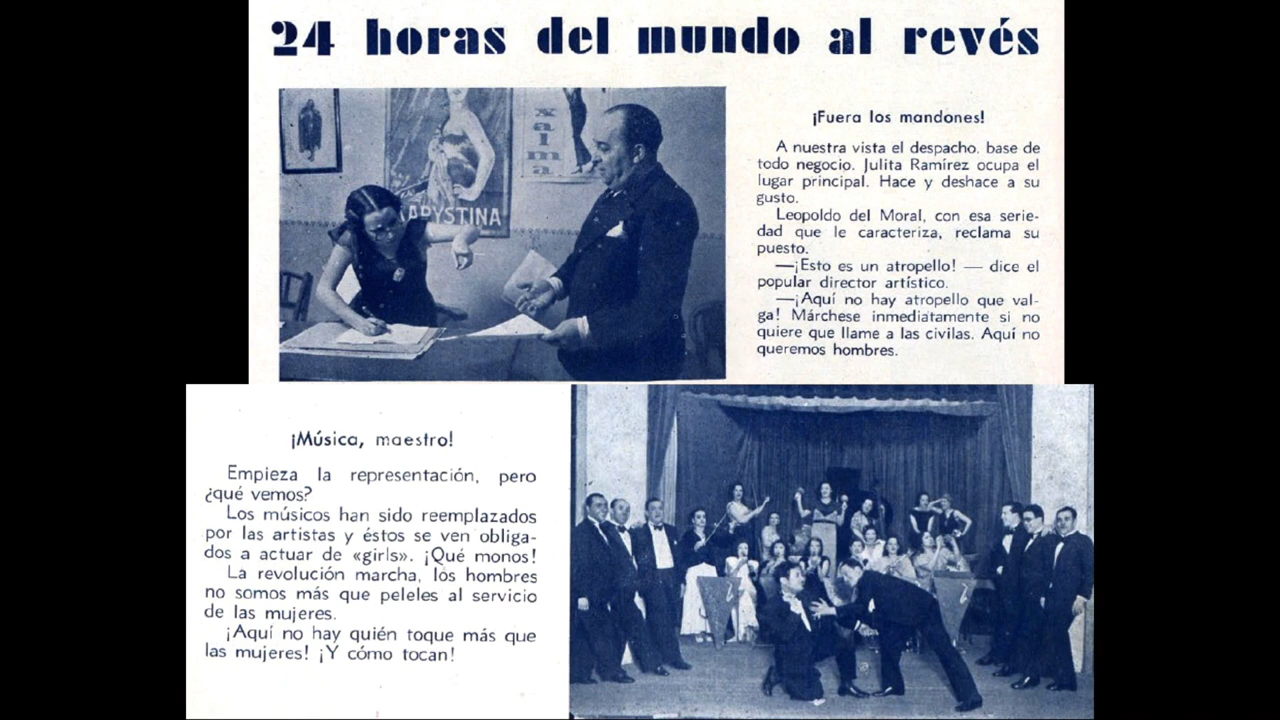 24 horas del mundo al revés
xalma
KAPYSTINA
¡Fuera los mandones!
A nuestra vista el despacho, base de
todo negocio. Julita Ramírez ocupa el
lugar principal. Hace y deshace a su
gusto.
Leopoldo del Moral, con esa serie-
dad que le caracteriza, reclama su
puesto.
—¡Esto es un atropello! — dice el
popular director artístico.
—¡Aquí no hay atropello que val-
ga! Márchese inmediatamente si no
quiere que llame a las civilas. Aquí no
queremos hombres.
¡Música, maestro!
Empieza la representación, pero
¿qué vemos?
Los músicos han sido reemplazados
por las artistas y éstos se ven obliga-
dos a actuar de «girls». ¡Qué monos!
La revolución marcha, los hombres
no somos más que peleles al servicio
de las mujeres.
¡Aquí no hay quién toque más que
las mujeres! ¡Y cómo tocan!